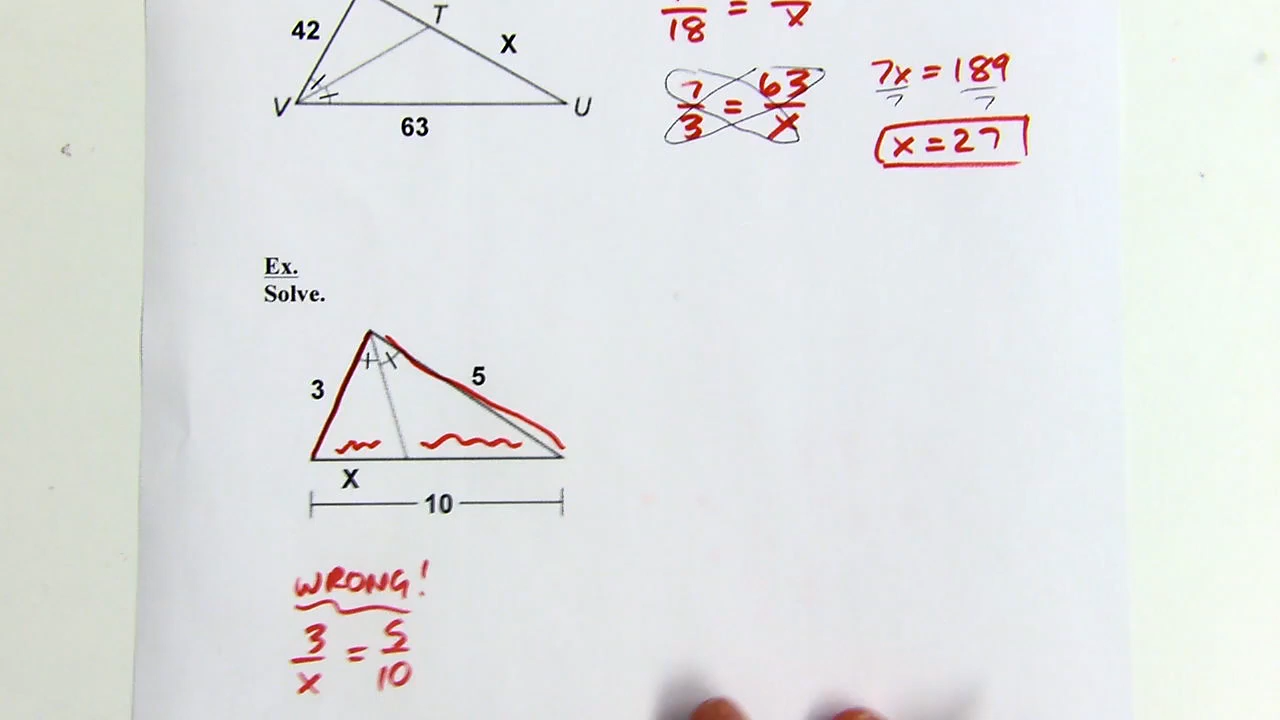 42
T
X
V
U
63
18 = x
7/3 = 63/x
7x = 189
7 7
x = 27
Ex.
Solve.
3
5
X
10
WRONG!
3/x = 5/10